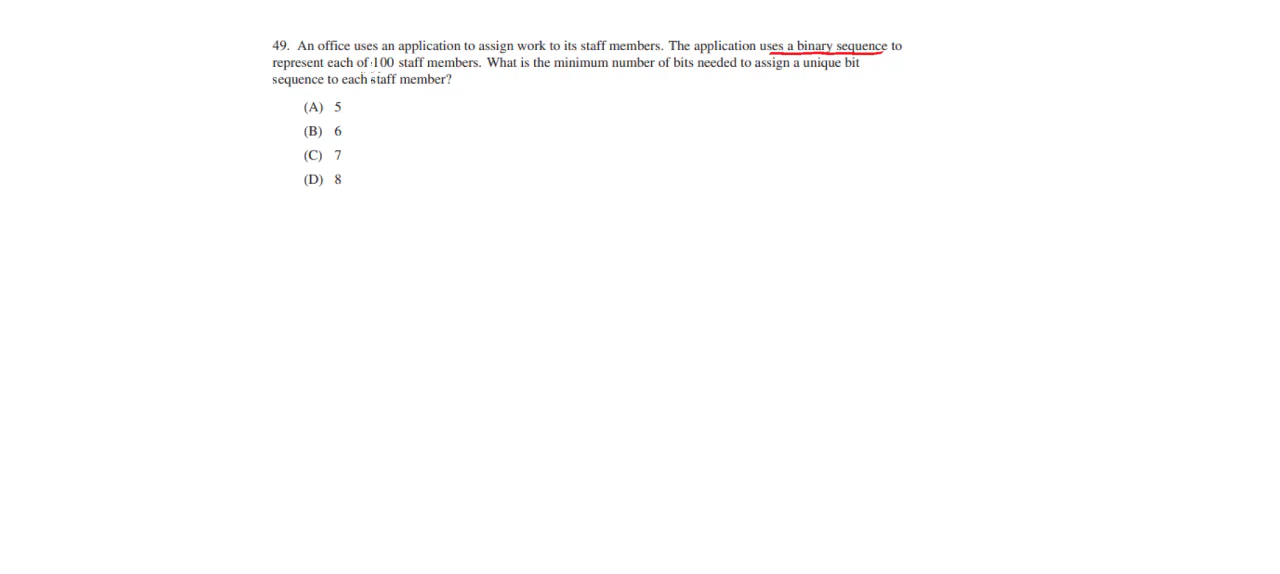 49. An office uses an application to assign work to its staff members. The application uses a binary sequence to
represent each of 100 staff members. What is the minimum number of bits needed to assign a unique bit
sequence to each staff member?
(A) 5
(B) 6
(C) 7
(D) 8